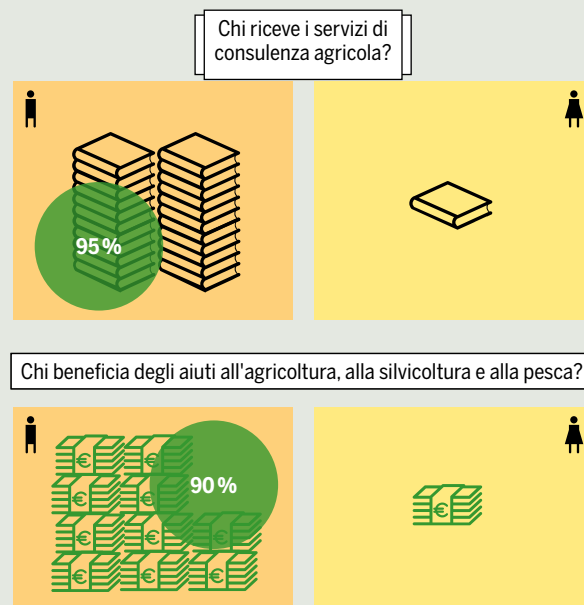 Chi riceve i servizi di
consulenza agricola?
95%
Chi beneficia degli aiuti all'agricoltura, alla silvicoltura e alla pesca?
€ €
90%
€ €
€ € €
€ € €
€